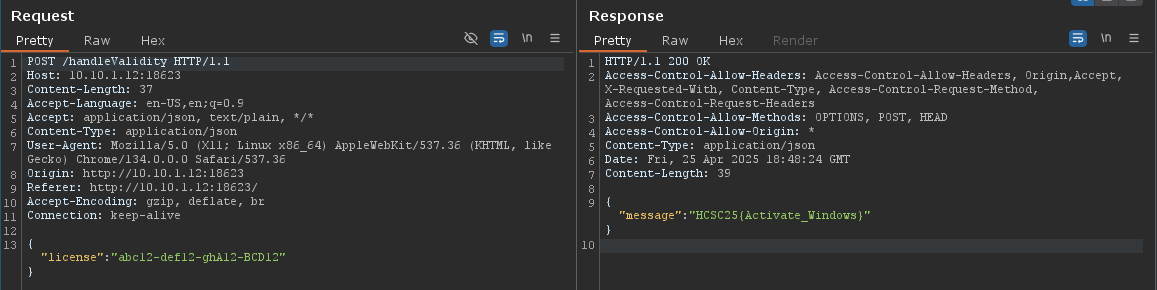 Request
Pretty Raw Hex \n
1 POST /handleValidity HTTP/1.1
2 Host: 10.10.1.12:18623
3 Content-Length: 37
4 Accept-Language: en-US,en;q=0.9
5 Accept: application/json, text/plain, */*
6 Content-Type: application/json
7 User-Agent: Mozilla/5.0 (X11; Linux x86_64) AppleWebKit/537.36 (KHTML, like
Gecko) Chrome/134.0.0.0 Safari/537.36
8 Origin: http://10.10.1.12:18623
9 Referer: http://10.10.1.12:18623/
10 Accept-Encoding: gzip, deflate, br
11 Connection: keep-alive
12
13 {
"license":"abc12-def12-ghA12-BCD12"
}
Response
Pretty Raw Hex Render \n
1 HTTP/1.1 200 OK
2 Access-Control-Allow-Headers: Access-Control-Allow-Headers, Origin,Accept,
X-Requested-With, Content-Type, Access-Control-Request-Method,
Access-Control-Request-Headers
3 Access-Control-Allow-Methods: OPTIONS, POST, HEAD
4 Access-Control-Allow-Origin: *
5 Content-Type: application/json
6 Date: Fri, 25 Apr 2025 18:48:24 GMT
7 Content-Length: 39
8
9 {
"message":"HCSC25{Activate_Windows}"
}
10